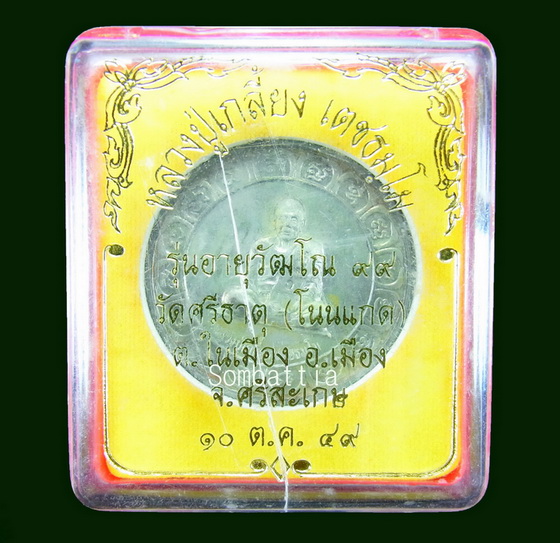 หลวงปู่เกลี้ยง เตชธมฺโม
รุ่นอายุวัฒโณ ๙๙
วัดศรีธาตุ (โนนแกด)
ต.ในเมือง อ.เมือง
Sombattia
จ.ศรีสะเกษ
๑๐ ต.ค. ๔๙